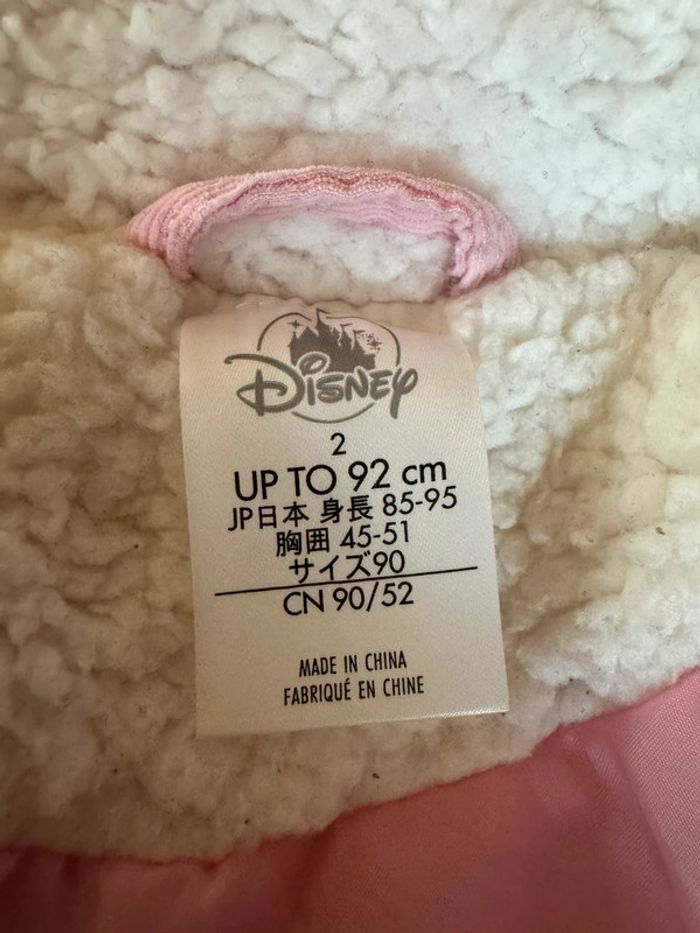 Disney
2
UP TO 92 cm
JP日本 身長 85-95
胸囲 45-51
サイズ90
CN 90/52
MADE IN CHINA
FABRIQUÉ EN CHINE